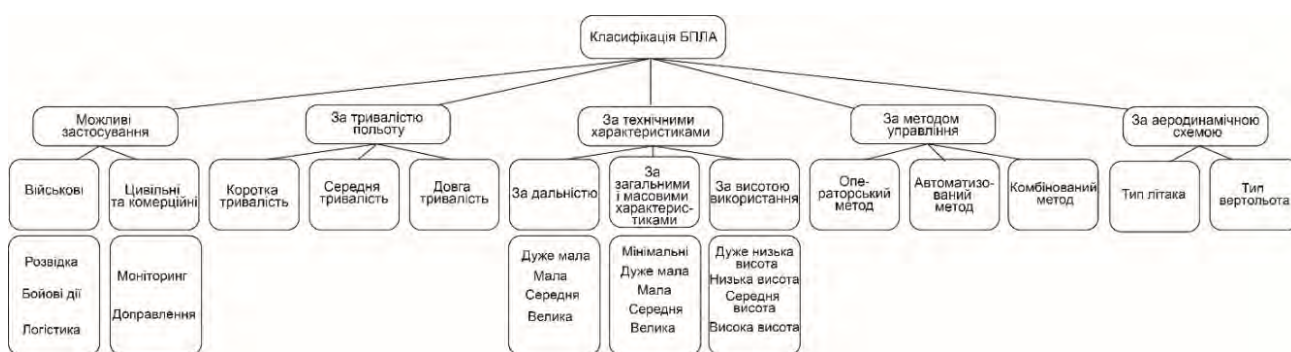 Класифікація БПЛА
Можливі
застосування
За тривалістю
польоту
За технічними
характеристиками
За методом
управління
За аеродинамічною
схемою
Військові
Цивільні
та комерційні
Коротка
тривалість
Середня
тривалість
Довга
тривалість
За дальністю
За
загальними
і масовими
характерис-
тиками
За висотою
використання
Опе-
раторський
метод
Автоматизо-
ваний
метод
Комбінований
метод
Тип літака
Тип
вертольота
Розвідка
Бойові дії
Логістика
Моніторинг
Доправлення
Дуже мала
Мала
Середня
Велика
Мінімальні
Дуже мала
Мала
Середня
Велика
Дуже низька
висота
Низька висота
Середня
висота
Висока висота